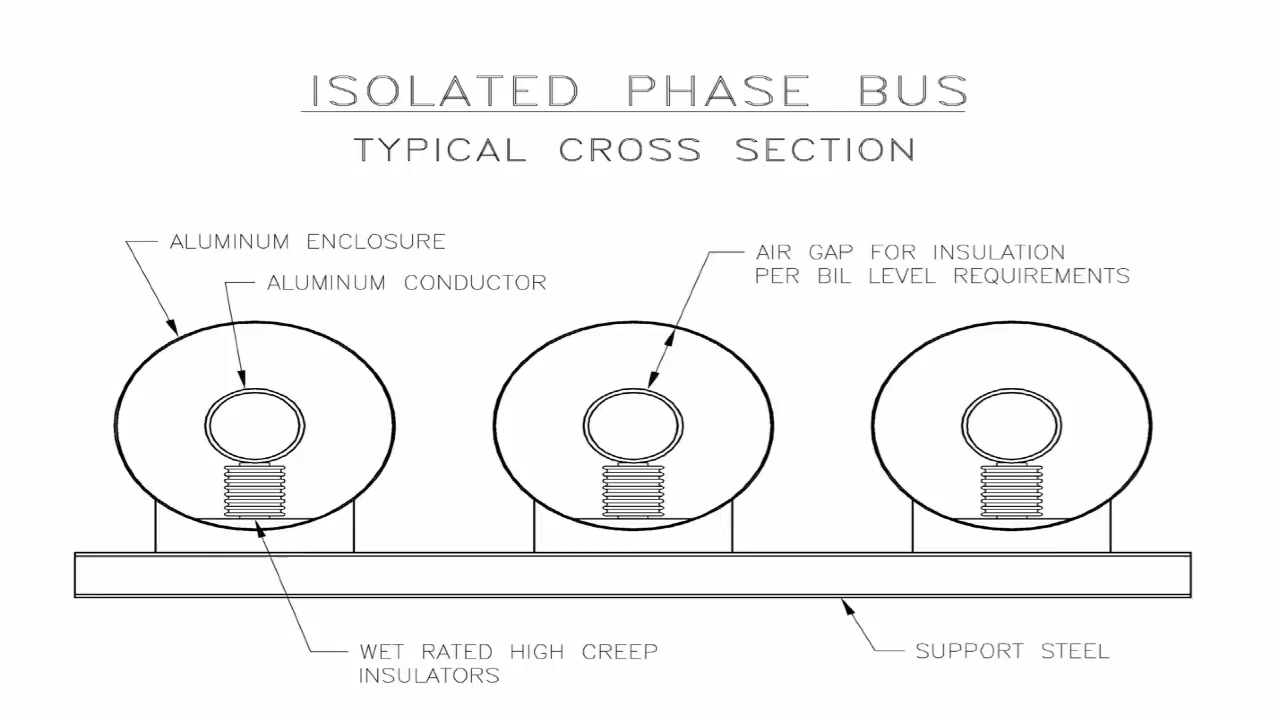 ISOLATED PHASE BUS
TYPICAL CROSS SECTION
ALUMINUM ENCLOSURE
ALUMINUM CONDUCTOR
AIR GAP FOR INSULATION
PER BIL LEVEL REQUIREMENTS
WET RATED HIGH CREEP
INSULATORS
SUPPORT STEEL